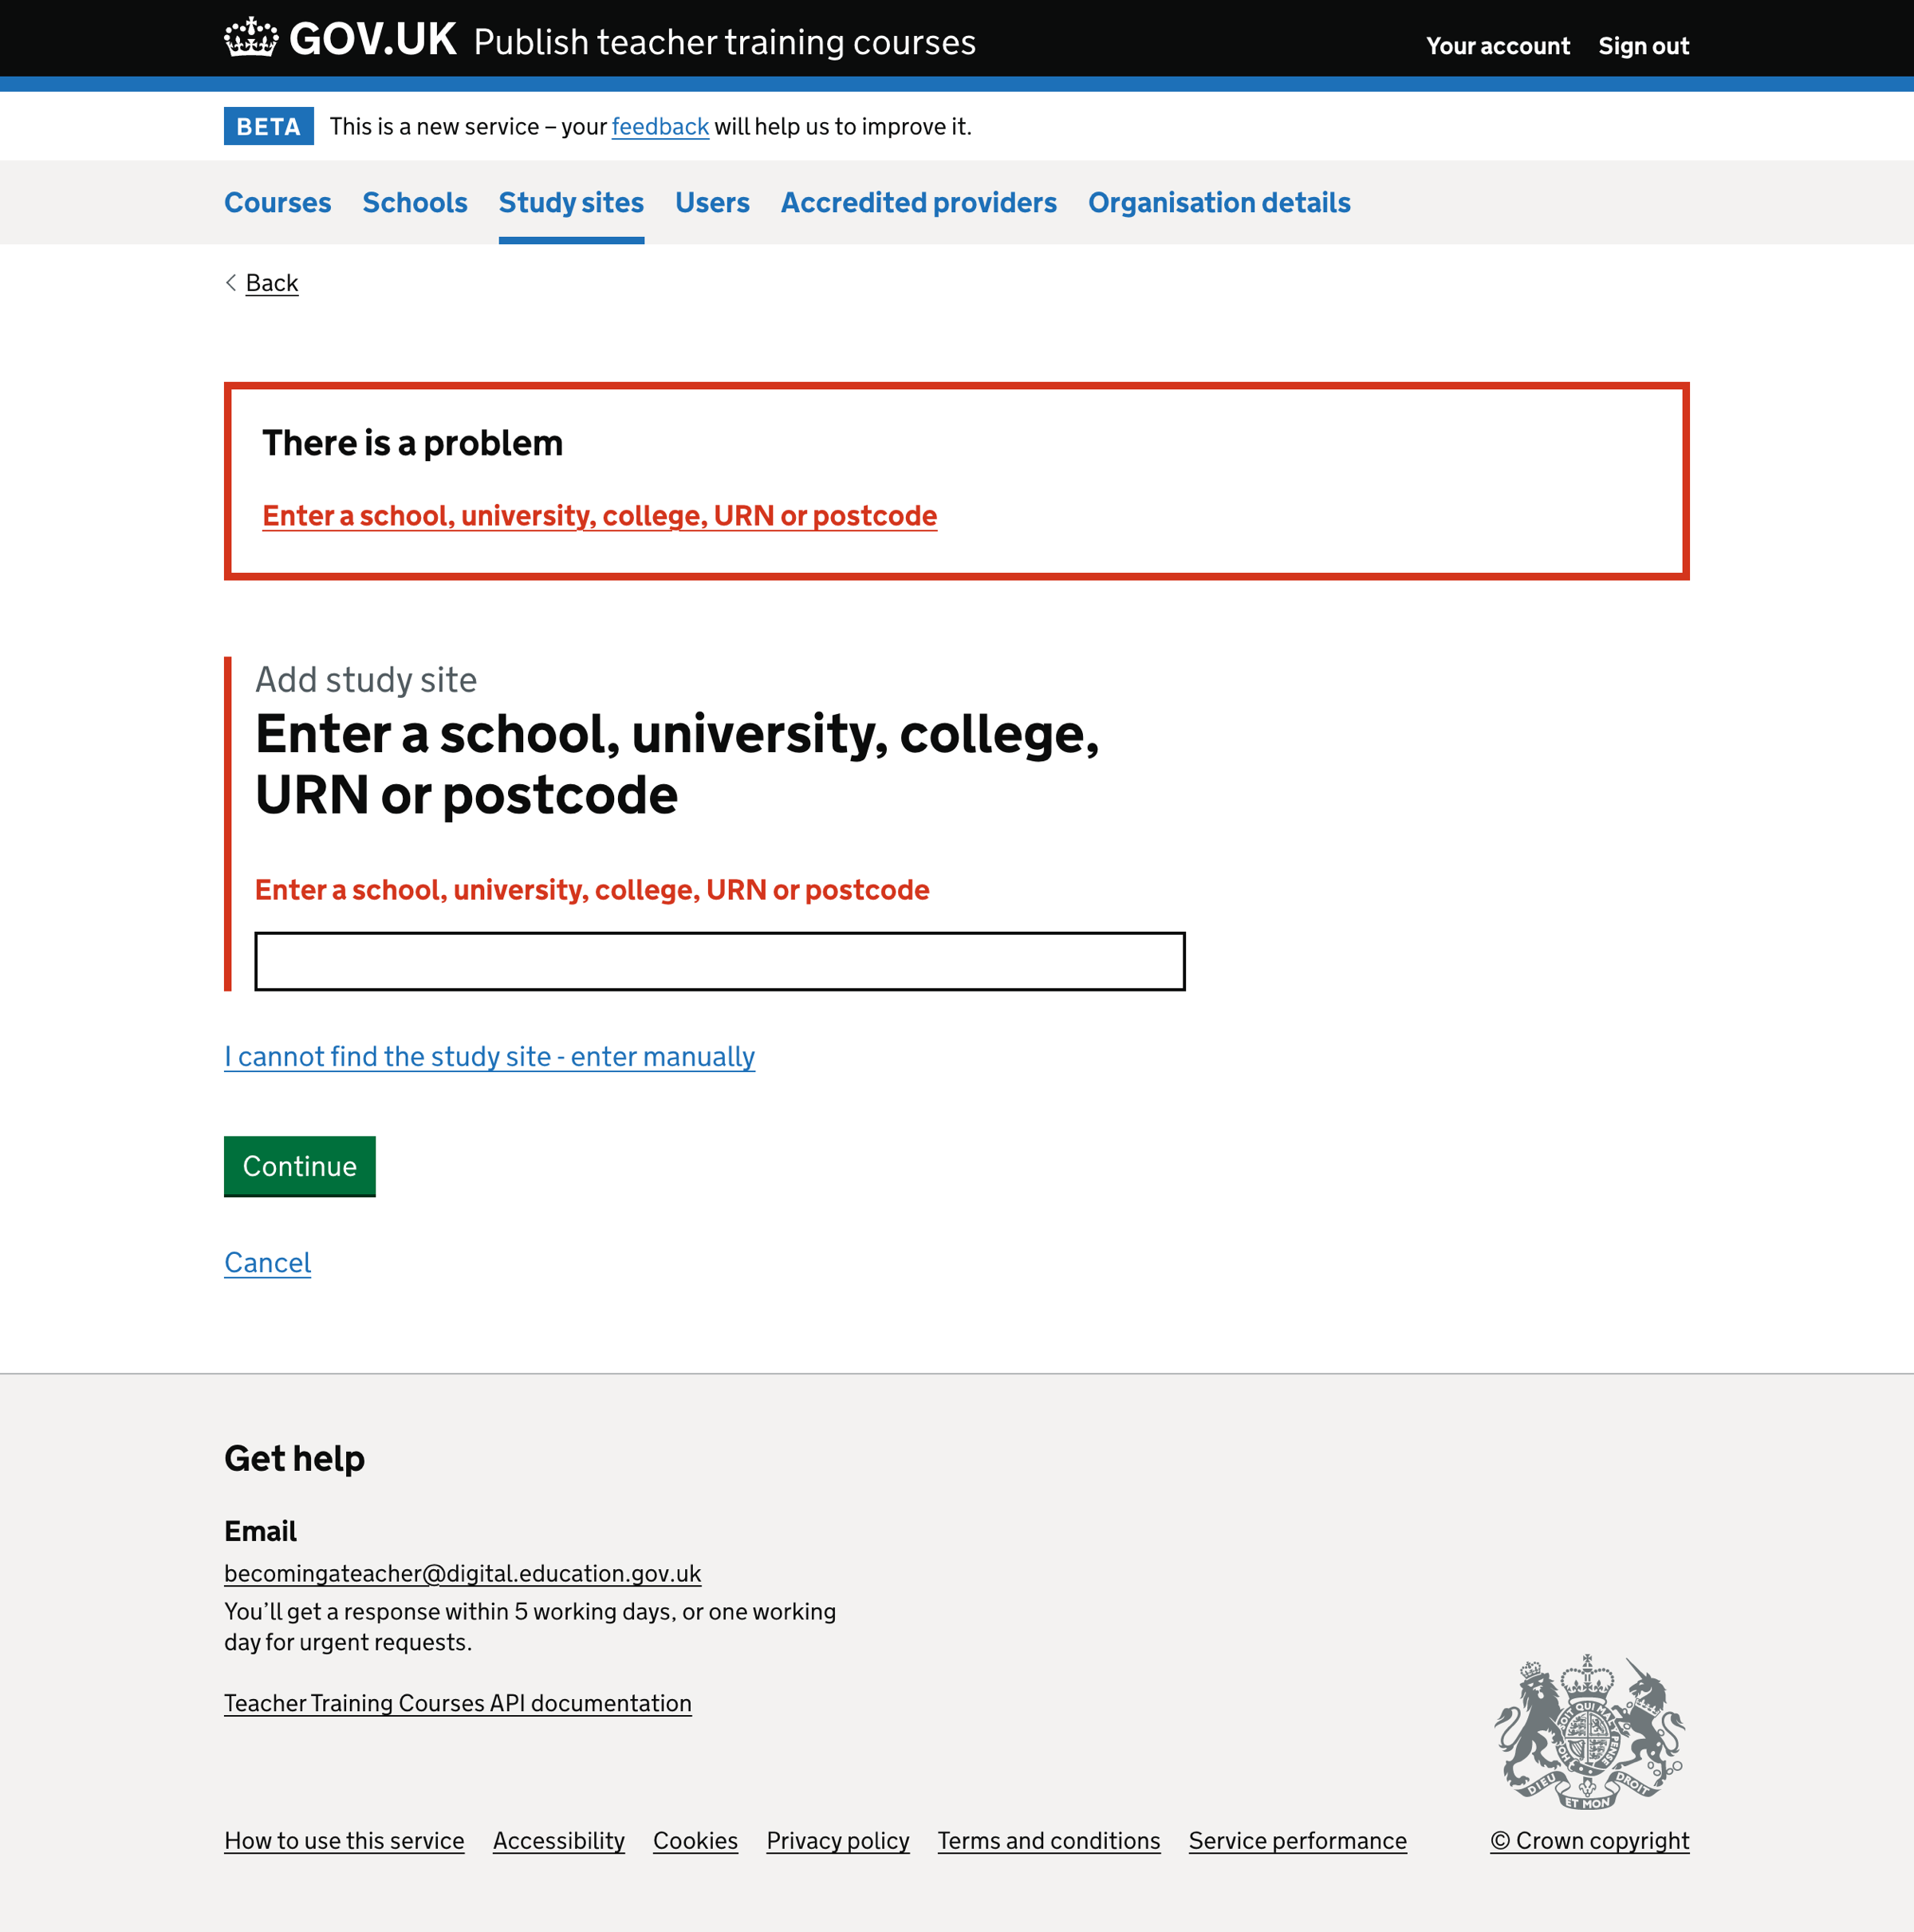 GOV.UK Publish teacher training courses
Your account Sign out
BETA This is a new service – your feedback will help us to improve it.
Courses Schools Study sites Users Accredited providers Organisation details
Back
There is a problem
Enter a school, university, college, URN or postcode
Add study site
Enter a school, university, college,
URN or postcode
Enter a school, university, college, URN or postcode
I cannot find the study site - enter manually
Continue
Cancel
Get help
Email
becomingateacher@digital.education.gov.uk
You’ll get a response within 5 working days, or one working
day for urgent requests.
Teacher Training Courses API documentation
DIEU ET MON DROIT
How to use this service Accessibility Cookies Privacy policy Terms and conditions Service performance © Crown copyright